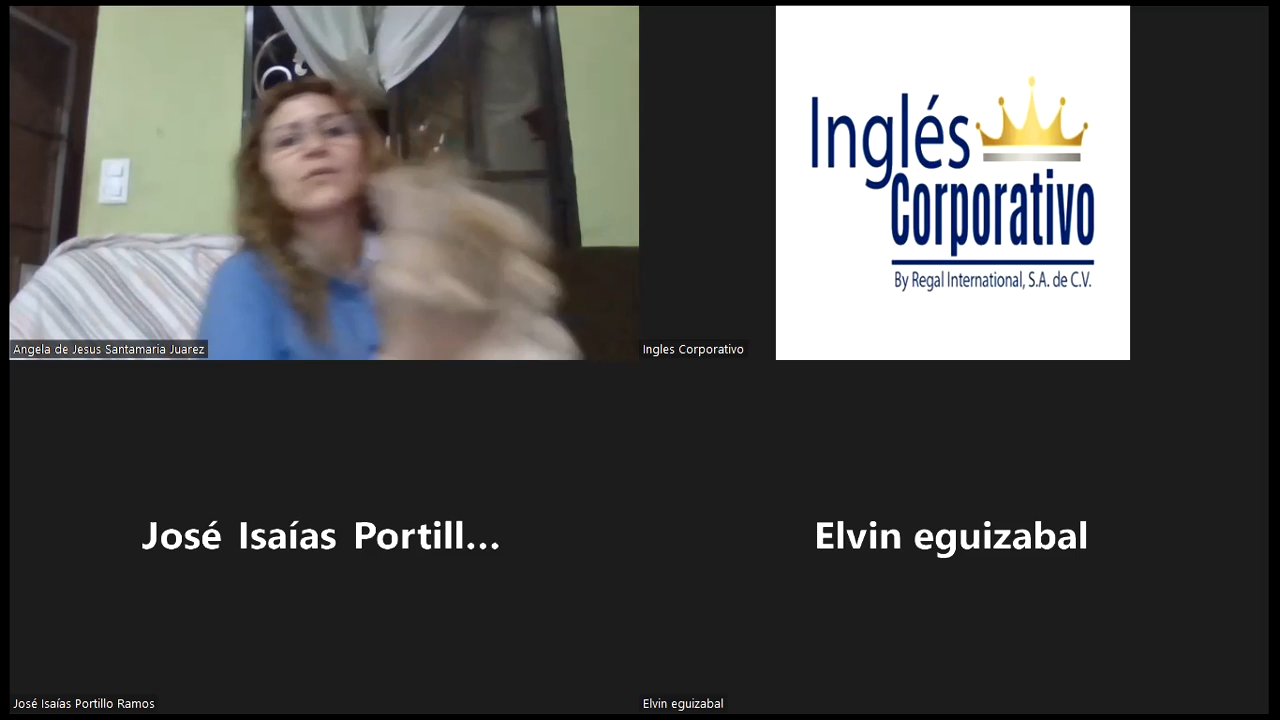 Inglés
Corporativo
By Regal International, S.A. de C.V.
Angela de Jesus Santamaria Juarez
Ingles Corporativo
José Isaías Portill...
Elvin eguizabal
José Isaías Portillo Ramos
Elvin eguizabal